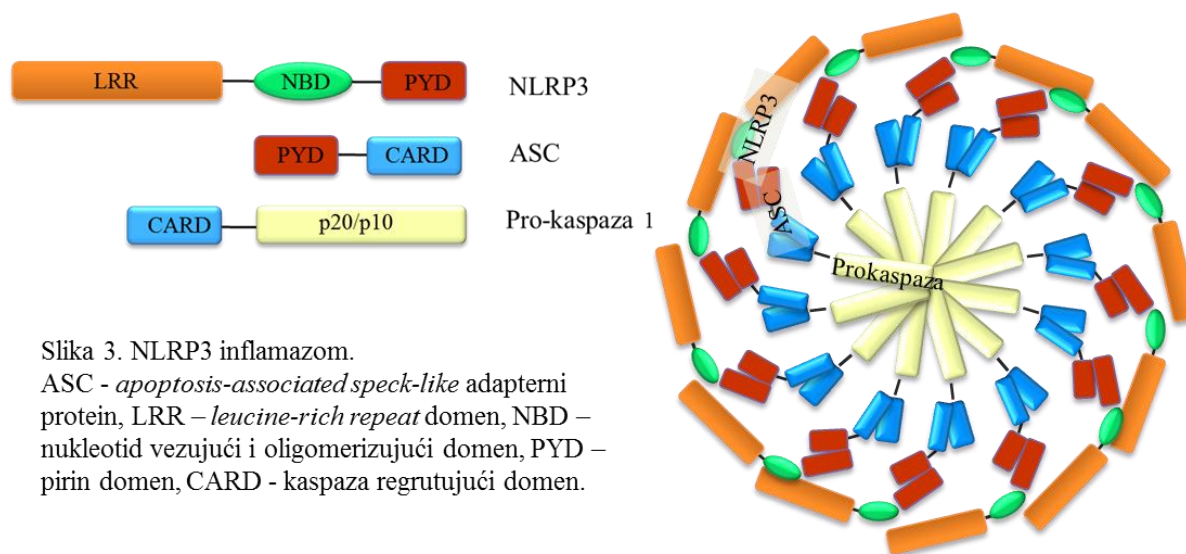 LRR NBD PYD NLRP3
PYD CARD ASC
CARD p20/p10 Pro-kaspaza 1
Slika 3. NLRP3 inflamazom.
ASC - apoptosis-associated speck-like adapterni
protein, LRR – leucine-rich repeat domen, NBD –
nukleotid vezujući i oligomerizujući domen, PYD –
pirin domen, CARD - kaspaza regrutujući domen.
NLRP3
ASC
Prokaspaza